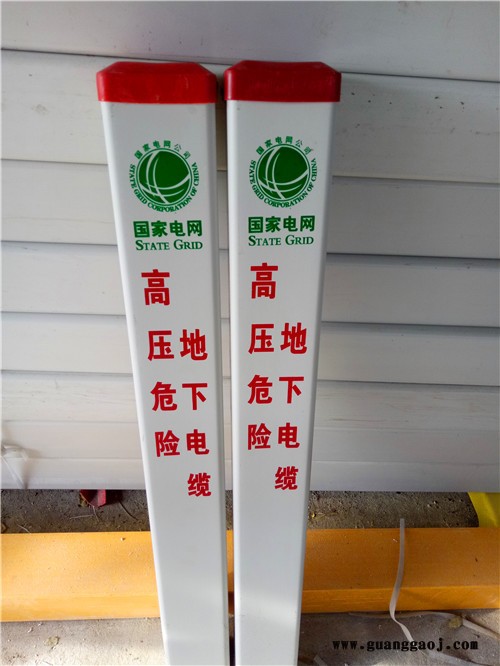 国家电网公司
STATE GRID CORPORATION OF CHINA
国家电网
STATE GRID
高压危险
地下电缆
国家电网公司
STATE GRID CORPORATION OF CHINA
国家电网
STATE GRID
高压危险
地下电缆
www.guanggaoj.com